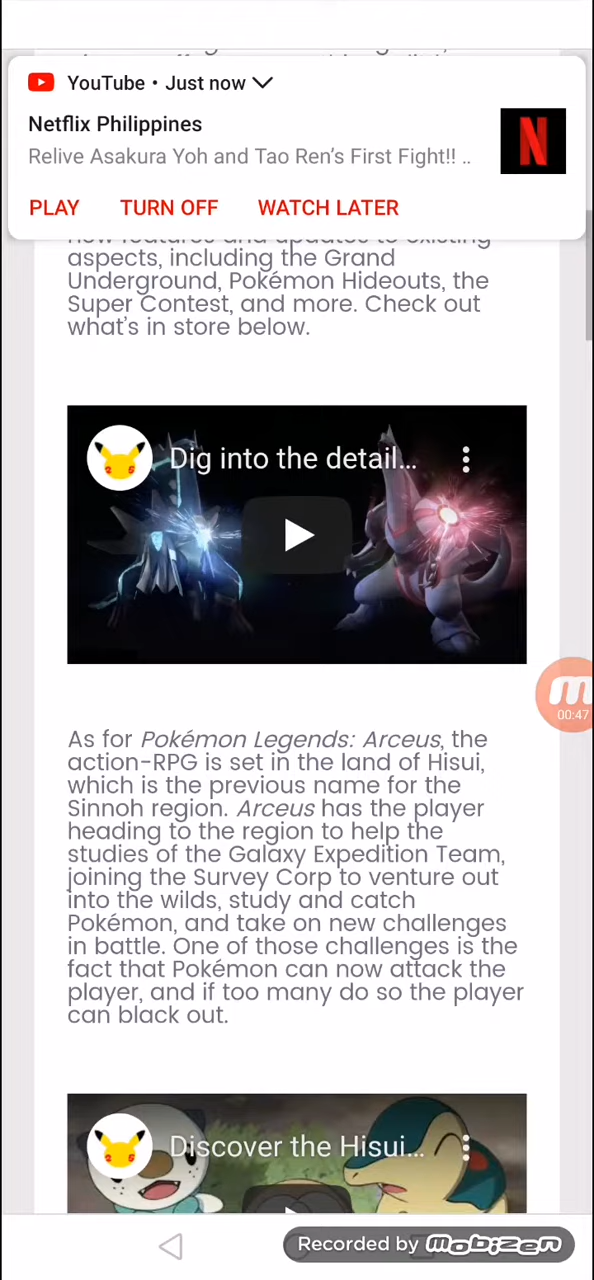 YouTube • Just now
Netflix Philippines
Relive Asakura Yoh and Tao Ren's First Fight!! ..
N
PLAY TURN OFF WATCH LATER
new features and updates to existing
aspects, including the Grand
Underground, Pokémon Hideouts, the
Super Contest, and more. Check out
what's in store below.
Dig into the detail...
00:47
As for Pokémon Legends: Arceus, the
action-RPG is set in the land of Hisui,
which is the previous name for the
Sinnoh region. Arceus has the player
heading to the region to help the
studies of the Galaxy Expedition Team,
joining the Survey Corp to venture out
into the wilds, study and catch
Pokémon, and take on new challenges
in battle. One of those challenges is the
fact that Pokémon can now attack the
player, and if too many do so the player
can black out.
Discover the Hisui...
Recorded by mobizen